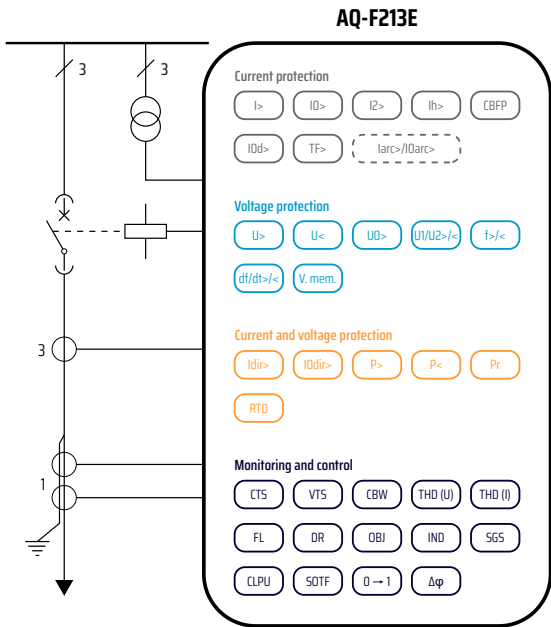 AQ-F213E
3 3
Current protection
I> I0> I2> Ih> CBFP
I0d> TF> Iarc>/I0arc>
Voltage protection
U> U< U0> U1/U2>/< f>/<
df/dt>/< V. mem.
Current and voltage protection
3
Idir> I0dir> P> P< Pr
RTD
Monitoring and control
1
CTS VTS CBW THD (U) THD (I)
FL DR OBJ IND SGS
CLPU SOTF 0→1 Δφ